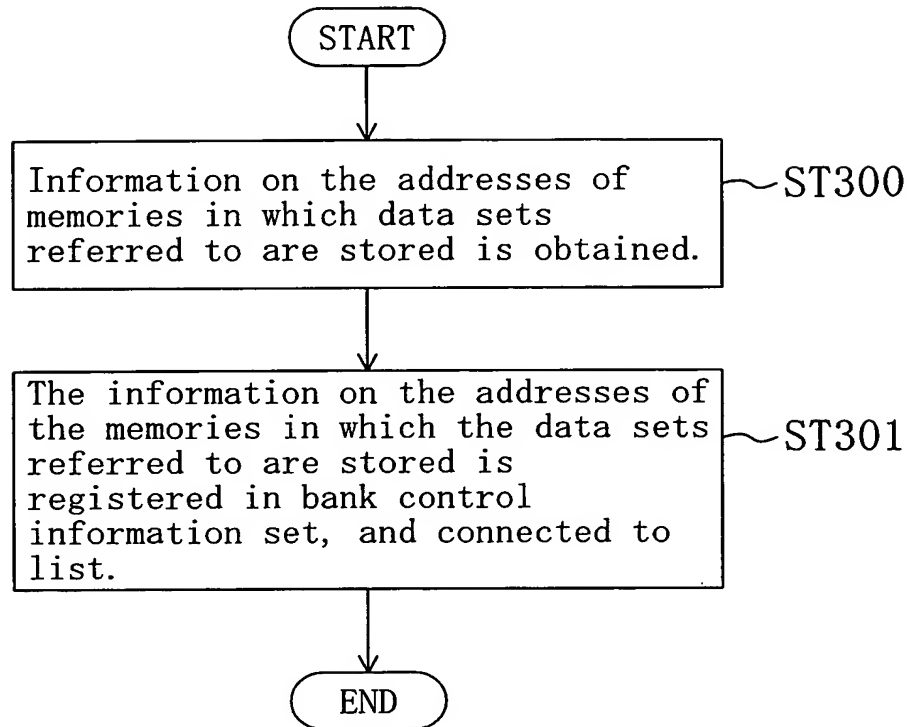 START
Information on the addresses of
memories in which data sets
referred to are stored is obtained.
ST300
The information on the addresses of
the memories in which the data sets
referred to are stored is
registered in bank control
information set, and connected to
list.
ST301
END